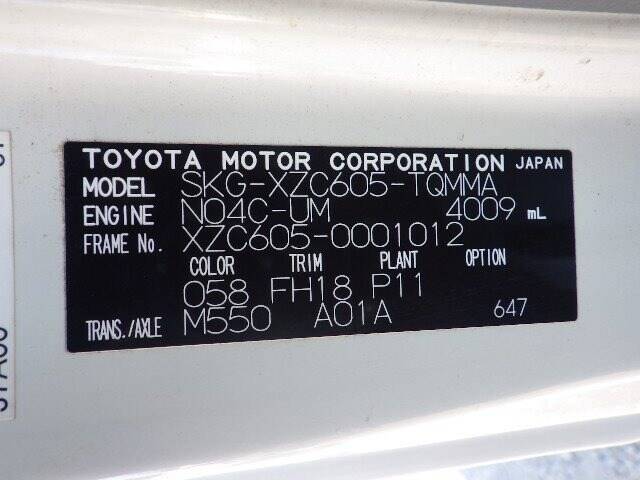 TOYOTA MOTOR CORPORATION JAPAN
MODEL SKG-XZC605-TQMMA
ENGINE N04C-UM 4009 mL
FRAME No. XZC605-0001012
COLOR TRIM PLANT OPTION
058 FH18 P11
TRANS./AXLE M550 A01A 647